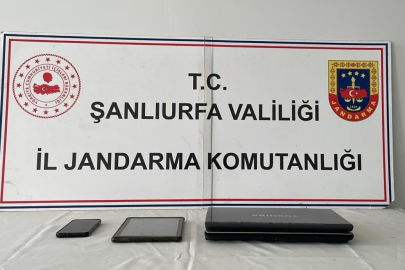 T.C.
ŞANLIURFA VALİLİĞİ
İL JANDARMA KOMUTANLIĞI
JANDARMA